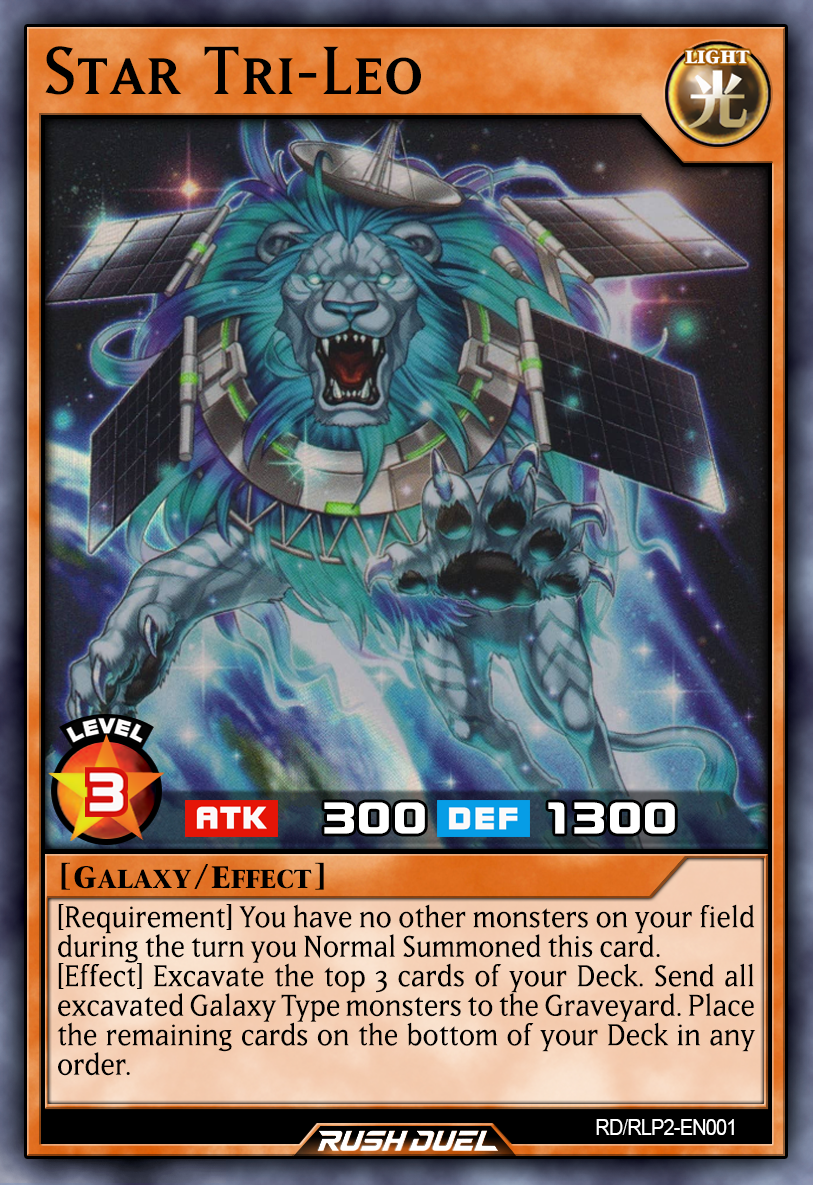 Star Tri-Leo
LIGHT
光
LEVEL
3
ATK 300 DEF 1300
[Galaxy/Effect]
[Requirement] You have no other monsters on your field
during the turn you Normal Summoned this card.
[Effect] Excavate the top 3 cards of your Deck. Send all
excavated Galaxy Type monsters to the Graveyard. Place
the remaining cards on the bottom of your Deck in any
order.
RD/RLP2-EN001
RUSH DUEL